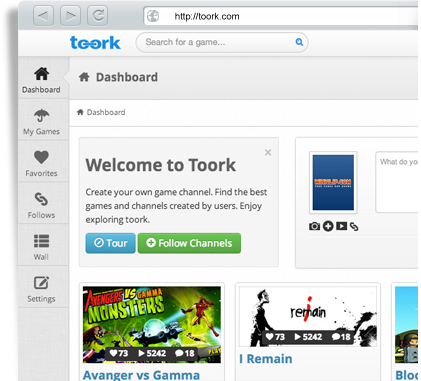 http://toork.com
toork
Search for a game...
Dashboard
Dashboard
My Games
Favorites
Follows
Wall
Settings
Dashboard
Welcome to Toork
Create your own game channel. Find the best
games and channels created by users. Enjoy
exploring toork.
Tour
Follow Channels
What do yo
AVENGERS VS GAMMA
MONSTERS
73 5242 18
Avanger vs Gamma
remain
73 5242 18
I Remain
Bloo